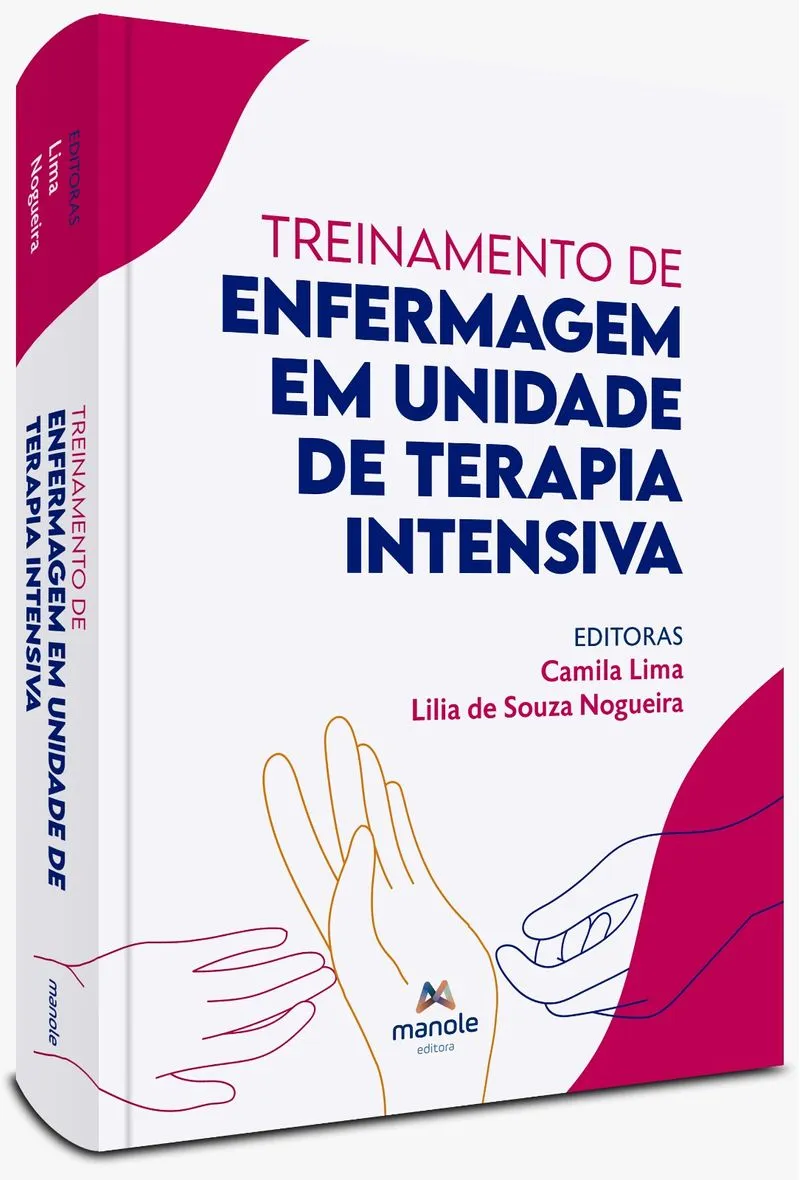 EDITORAS
Lima
Nogueira
TREINAMENTO DE
ENFERMAGEM EM UNIDADE DE
TERAPIA INTENSIVA
manole
TREINAMENTO DE
ENFERMAGEM
EM UNIDADE
DE TERAPIA
INTENSIVA
EDITORAS
Camila Lima
Lilia de Souza Nogueira
manole
editora